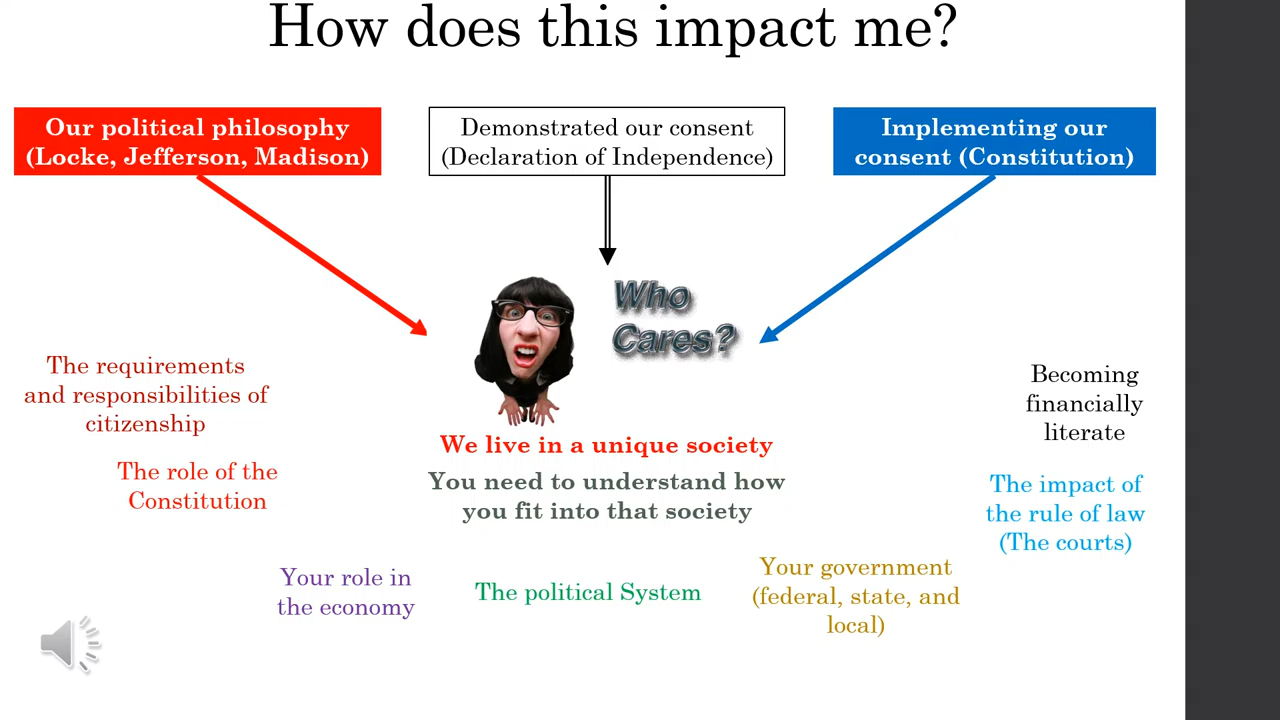 How does this impact me?
Our political philosophy
(Locke, Jefferson, Madison)
Demonstrated our consent
(Declaration of Independence)
Implementing our
consent (Constitution)
Who
Cares?
The requirements
and responsibilities of
citizenship
The role of the
Constitution
We live in a unique society
You need to understand how
you fit into that society
Becoming
financially
literate
The impact of
the rule of law
(The courts)
Your role in
the economy
The political System
Your government
(federal, state, and
local)